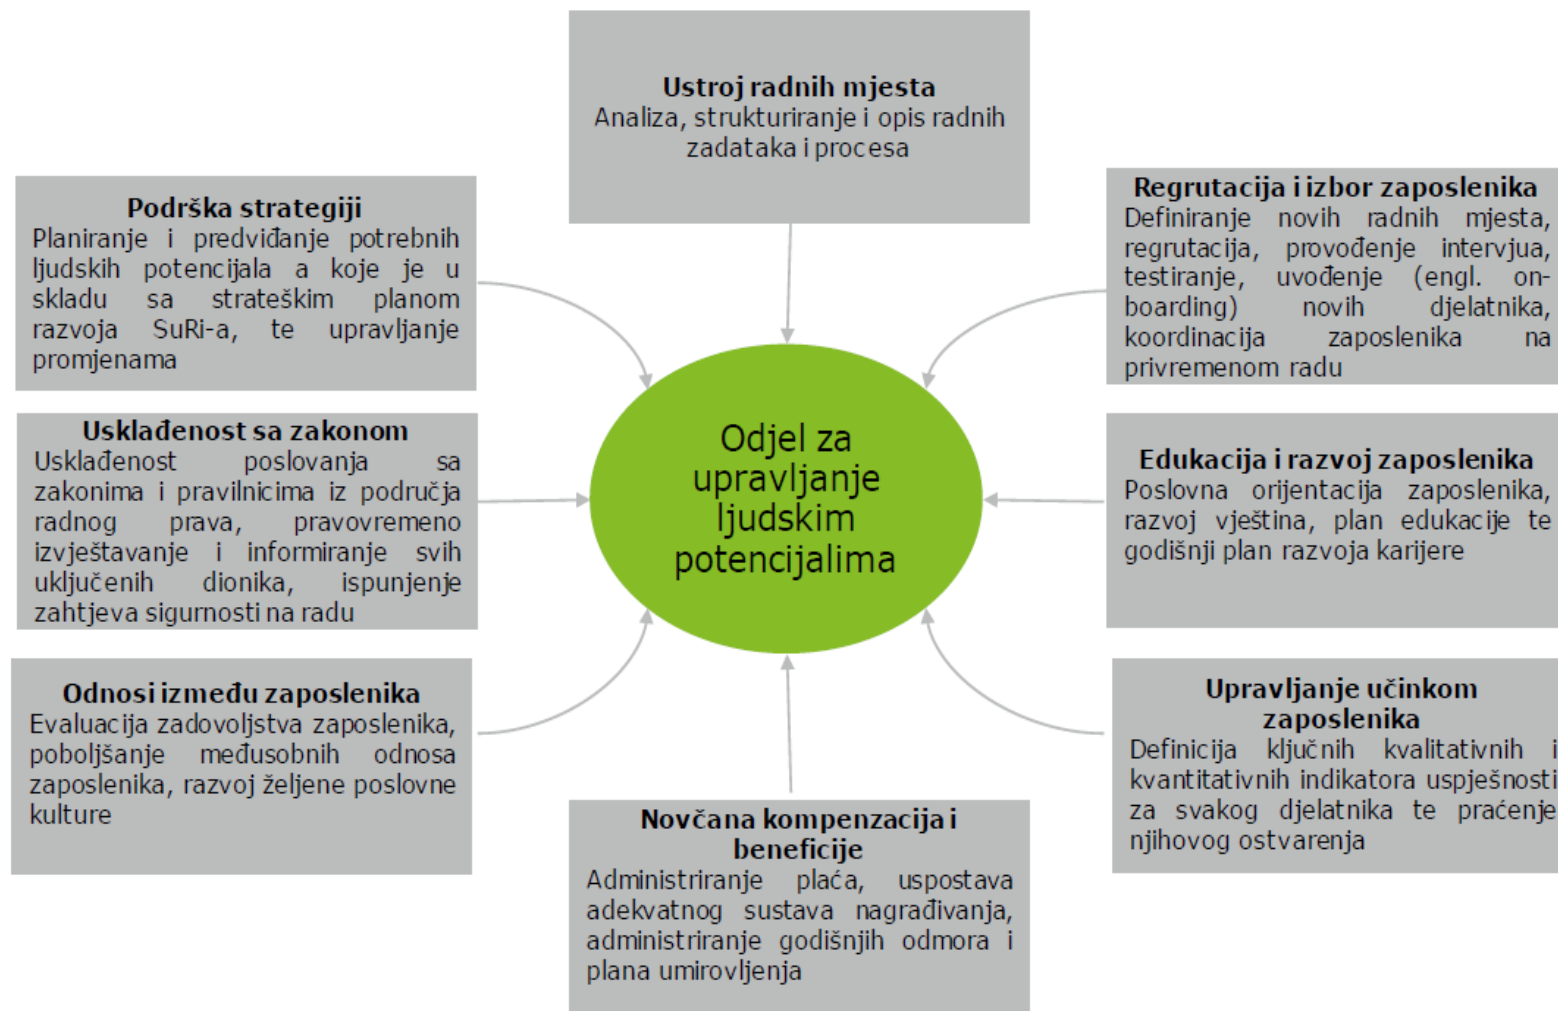 Ustroj radnih mjesta
Analiza, strukturiranje i opis radnih
zadataka i procesa
Podrška strategiji
Planiranje i predviđanje potrebnih
ljudskih potencijala a koje je u
skladu sa strateškim planom
razvoja SuRi-a, te upravljanje
promjenama
Regrutacija i izbor zaposlenika
Definiranje novih radnih mjesta,
regrutacija, provođenje intervjua,
testiranje, uvođenje (engl. on-
boarding) novih djelatnika,
koordinacija zaposlenika na
privremenom radu
Usklađenost sa zakonom
Usklađenost poslovanja sa
zakonima i pravilnicima iz područja
radnog prava, pravovremeno
izvještavanje i informiranje svih
uključenih dionika, ispunjenje
zahtjeva sigurnosti na radu
Odjel za
upravljanje
ljudskim
potencijalima
Edukacija i razvoj zaposlenika
Poslovna orijentacija zaposlenika,
razvoj vještina, plan edukacije te
godišnji plan razvoja karijere
Odnosi između zaposlenika
Evaluacija zadovoljstva zaposlenika,
poboljšanje međusobnih odnosa
zaposlenika, razvoj željene poslovne
kulture
Upravljanje učinkom
zaposlenika
Definicija ključnih kvalitativnih i
kvantitativnih indikatora uspješnosti
za svakog djelatnika te praćenje
njihovog ostvarenja
Novčana kompenzacija i
beneficije
Administriranje plaća, uspostava
adekvatnog sustava nagrađivanja,
administriranje godišnjih odmora i
plana umirovljenja